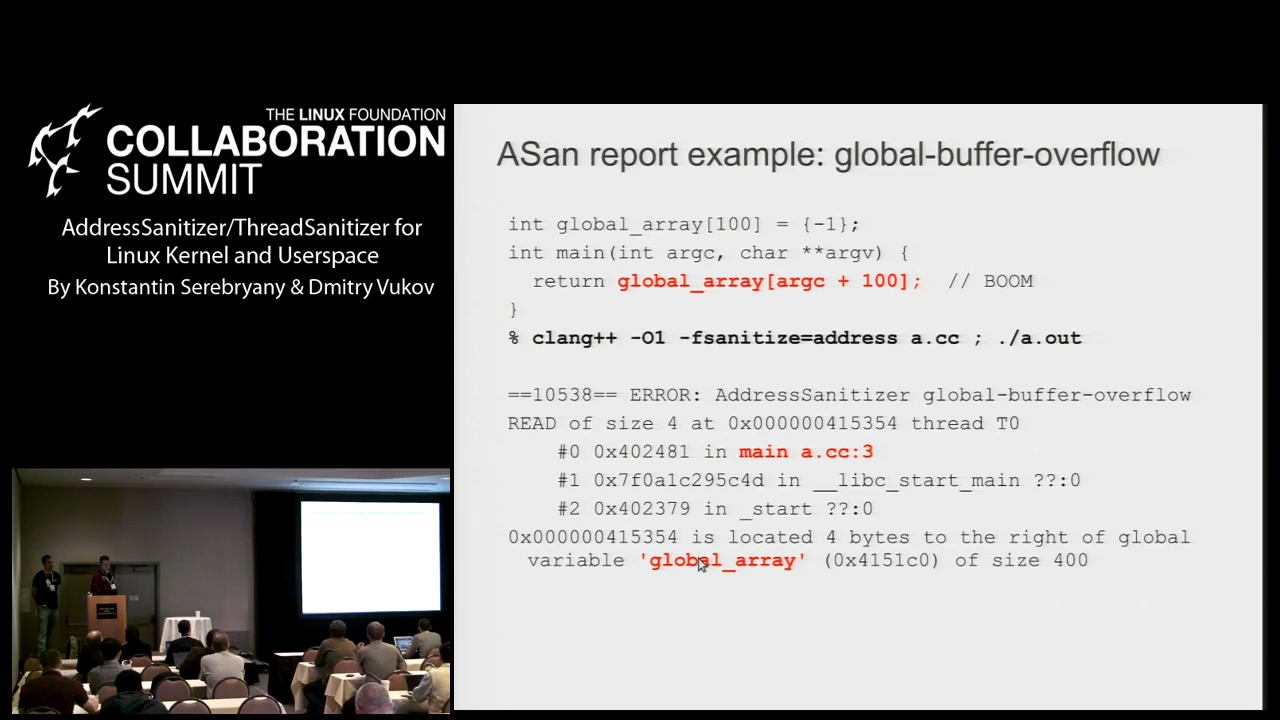 THE LINUX FOUNDATION
COLLABORATION
SUMMIT
AddressSanitizer/ThreadSanitizer for
Linux Kernel and Userspace
By Konstantin Serebryany & Dmitry Vukov
ASan report example: global-buffer-overflow
int global_array[100] = {-1};
int main(int argc, char **argv) {
return global_array[argc + 100]; // BOOM
}
% clang++ -O1 -fsanitize=address a.cc ; ./a.out
==10538== ERROR: AddressSanitizer global-buffer-overflow
READ of size 4 at 0x000000415354 thread T0
#0 0x402481 in main a.cc:3
#1 0x7f0a1c295c4d in __libc_start_main ??:0
#2 0x402379 in _start ??:0
0x000000415354 is located 4 bytes to the right of global
variable 'global_array' (0x4151c0) of size 400